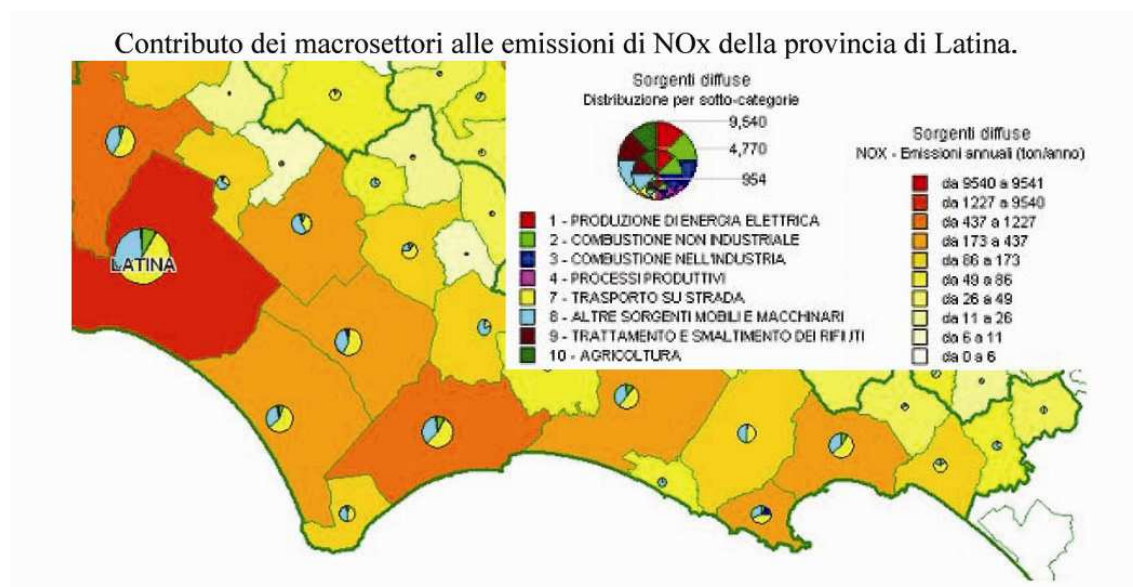 Contributo dei macrosettori alle emissioni di NOx della provincia di Latina.
Sorgenti diffuse
Distribuzione per sotto-categorie
9,540
4,770
954
1 - PRODUZIONE DI ENERGIA ELETTRICA
2 - COMBUSTIONE NON INDUSTRIALE
3 - COMBUSTIONE NELL'INDUSTRIA
4 - PROCESSI PRODUTTIVI
7 - TRASPORTO SU STRADA
8 - ALTRE SORGENTI MOBILI E MACCHINARI
9 - TRATTAMENTO E SMALTIMENTO DEI RIFIUTI
10 - AGRICOLTURA
Sorgenti diffuse
NOX - Emissioni annuali (ton/anno)
da 9540 a 9541
da 1227 a 9540
da 437 a 1227
da 173 a 437
da 86 a 173
da 49 a 86
da 26 a 49
da 11 a 26
da 6 a 11
da 0 a 6
LATINA